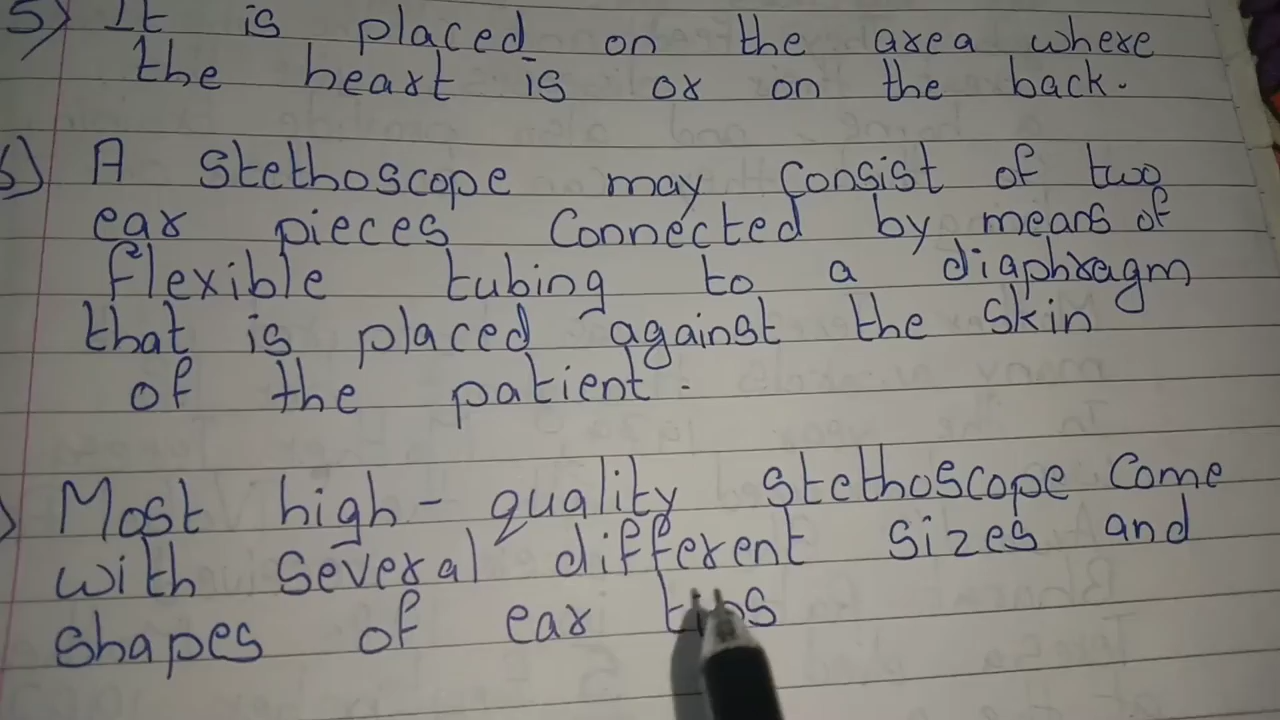 5) It is placed on the area where
the heart is or on the back.
6) A stethoscope may Consist of two
ear pieces Connected by means of
flexible tubing to a diaphragm
that is placed against the skin
of the patient.
) Most high-quality stethoscope Come
with several different sizes and
shapes of ear tips